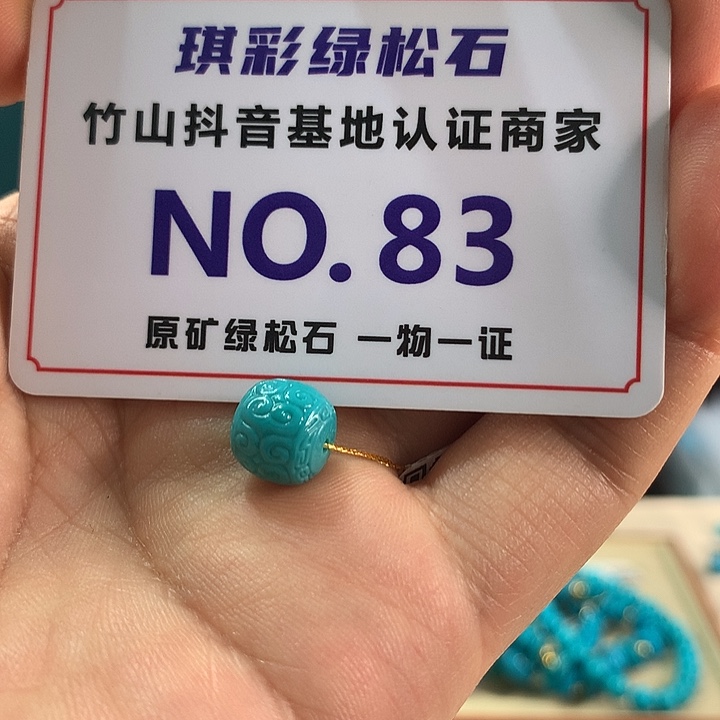 琪彩绿松石
竹山抖音基地认证商家
NO.83
原矿绿松石 一物一证